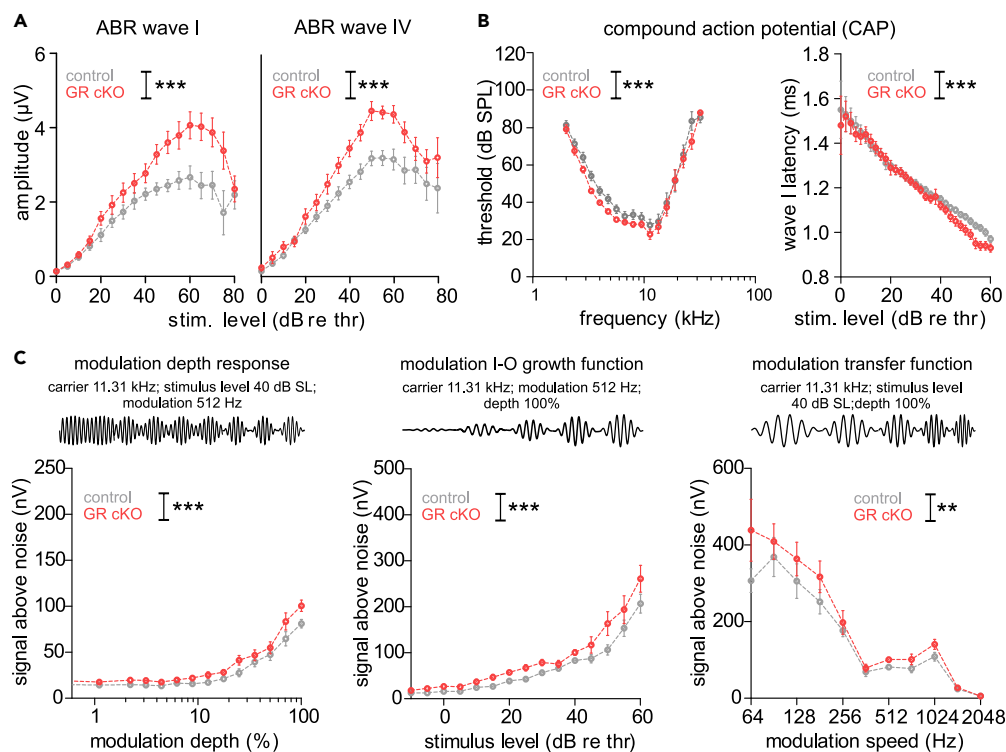 A
ABR wave I
ABR wave IV
control
GR cKO
***
control
GR cKO
***
amplitude (µV)
6
4
2
0
0 20 40 60 80
0 20 40 60 80
stim. level (dB re thr)
B
compound action potential (CAP)
control
GR cKO
***
threshold (dB SPL)
100
80
60
40
20
1 10 100
frequency (kHz)
control
GR cKO
***
wave I latency (ms)
1.8
1.6
1.4
1.2
1.0
0.8
0 20 40 60
stim. level (dB re thr)
C
modulation depth response
carrier 11.31 kHz; stimulus level 40 dB SL;
modulation 512 Hz
control
GR cKO
***
signal above noise (nV)
250
200
150
100
50
0
1 10 100
modulation depth (%)
modulation I-O growth function
carrier 11.31 kHz; modulation 512 Hz;
depth 100%
control
GR cKO
***
signal above noise (nV)
500
400
300
200
100
0
0 20 40 60
stimulus level (dB re thr)
modulation transfer function
carrier 11.31 kHz; stimulus level
40 dB SL;depth 100%
control
GR cKO
**
signal above noise (nV)
600
400
200
0
64 128 256 512 1024 2048
modulation speed (Hz)